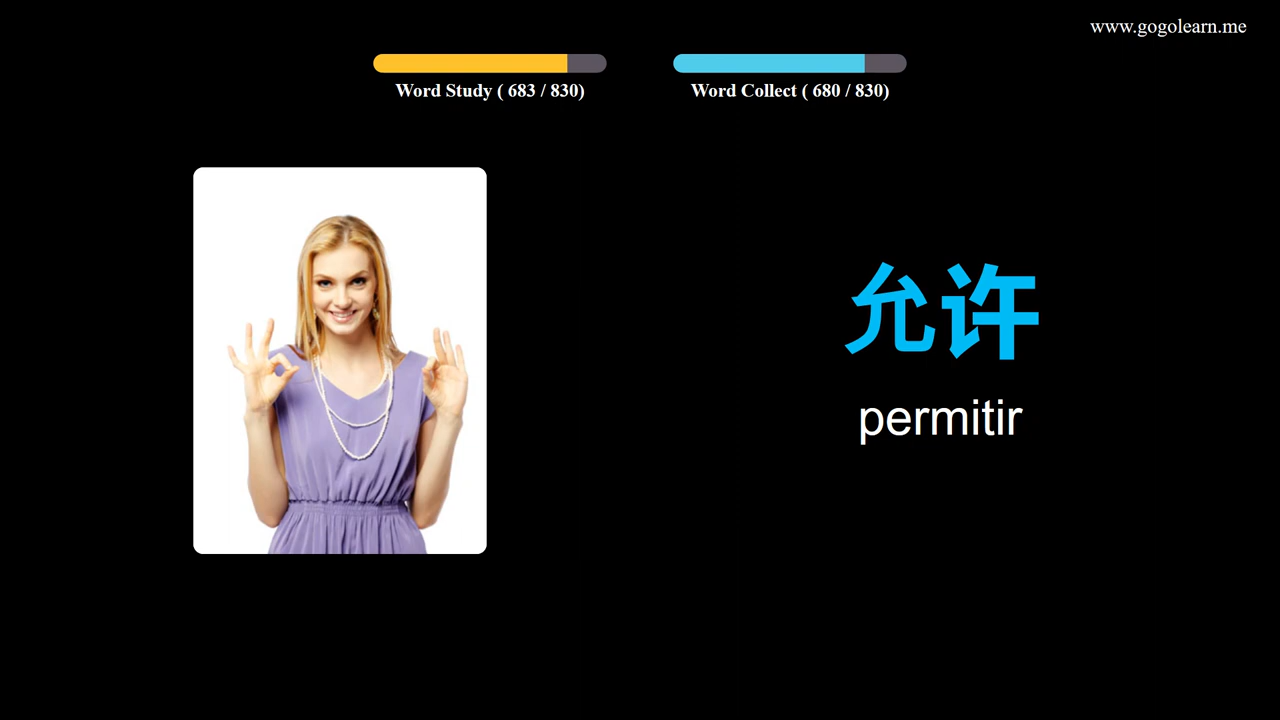 www.gogolearn.me
Word Study ( 683 / 830)
Word Collect ( 680 / 830)
允许
permitir